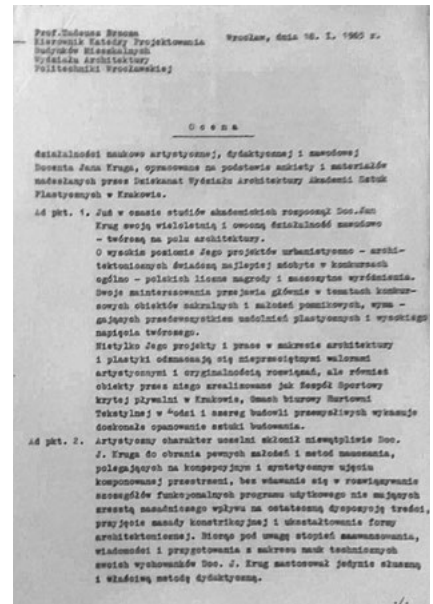 Prof.Tadeusz Brzoza
Kierownik Katedry Projektowania
Budynków Mieszkalnych
Wydziału Architektury
Politechniki Wrocławskiej
Wrocław, dnia 18. I. 1965 r.
O c e n a
działalności naukowo artystycznej, dydaktycznej i zawodowej
Docenta Jana Kruga, opracowane na podstawie ankiety i materiałów
nadesłanych przez Dziekanat Wydziału Architektury Akademii Sztuk
Plastycznych w Krakowie.
Ad pkt. 1. Już w czasie studiów akademickich rozpoczął Doc.Jan
Krug swoją wieloletnią i owocną działalność zawodowo
- twórczą na polu architektury.
O wysokim poziomie Jego projektów urbanistyczno - archi-
tektonicznych świadczą najlepiej zdobyte w konkursach
ogólno - polskich liczne nagrody i zaszczytne wyróżnienia.
Swoje zainteresowania przejawia głównie w tematach konkur-
sowych obiektów sakralnych i założeń pomnikowych, wyma -
gających przedewszystkiem uzdolnień plastycznych i wysokiego
napięcia twórczego.
Nietylko Jego projekty i prace w zakresie architektury
i plastyki odznaczają się nieprzeciętnymi walorami
artystycznymi i oryginalnością rozwiązań, ale również
obiekty przez niego zrealizowane jak Zespół Sportowy
krytej pływalni w Krakowie, Gmach biurowy Hurtowni
Tekstylnej w Łodzi i szereg budowli przemysłowych wykazuje
doskonałe opanowanie sztuki budowania.
Ad pkt. 2. Artystyczny charakter uczelni skłonił niewątpliwie Doc.
J. Kruga do obrania pewnych założeń i metod nauczania,
polegających na koncepcyjnym i syntetycznym ujęciu
komponowanej przestrzeni, bez wdawania się w rozwiązywanie
szczegółów funkcjonalnych programu użytkowego nie mających
zresztą zasadniczego wpływu na ostateczną dyspozycję treści,
przyjęcie zasady konstrukcyjnej i ukształtowanie formy
architektonicznej. Biorąc pod uwagę stopień zaawansowania,
wiadomości i przygotowania z zakresu nauk technicznych
swoich wychowanków Doc. J. Krug zastosował jedynie słuszną
i właściwą metodę dydaktyczną.